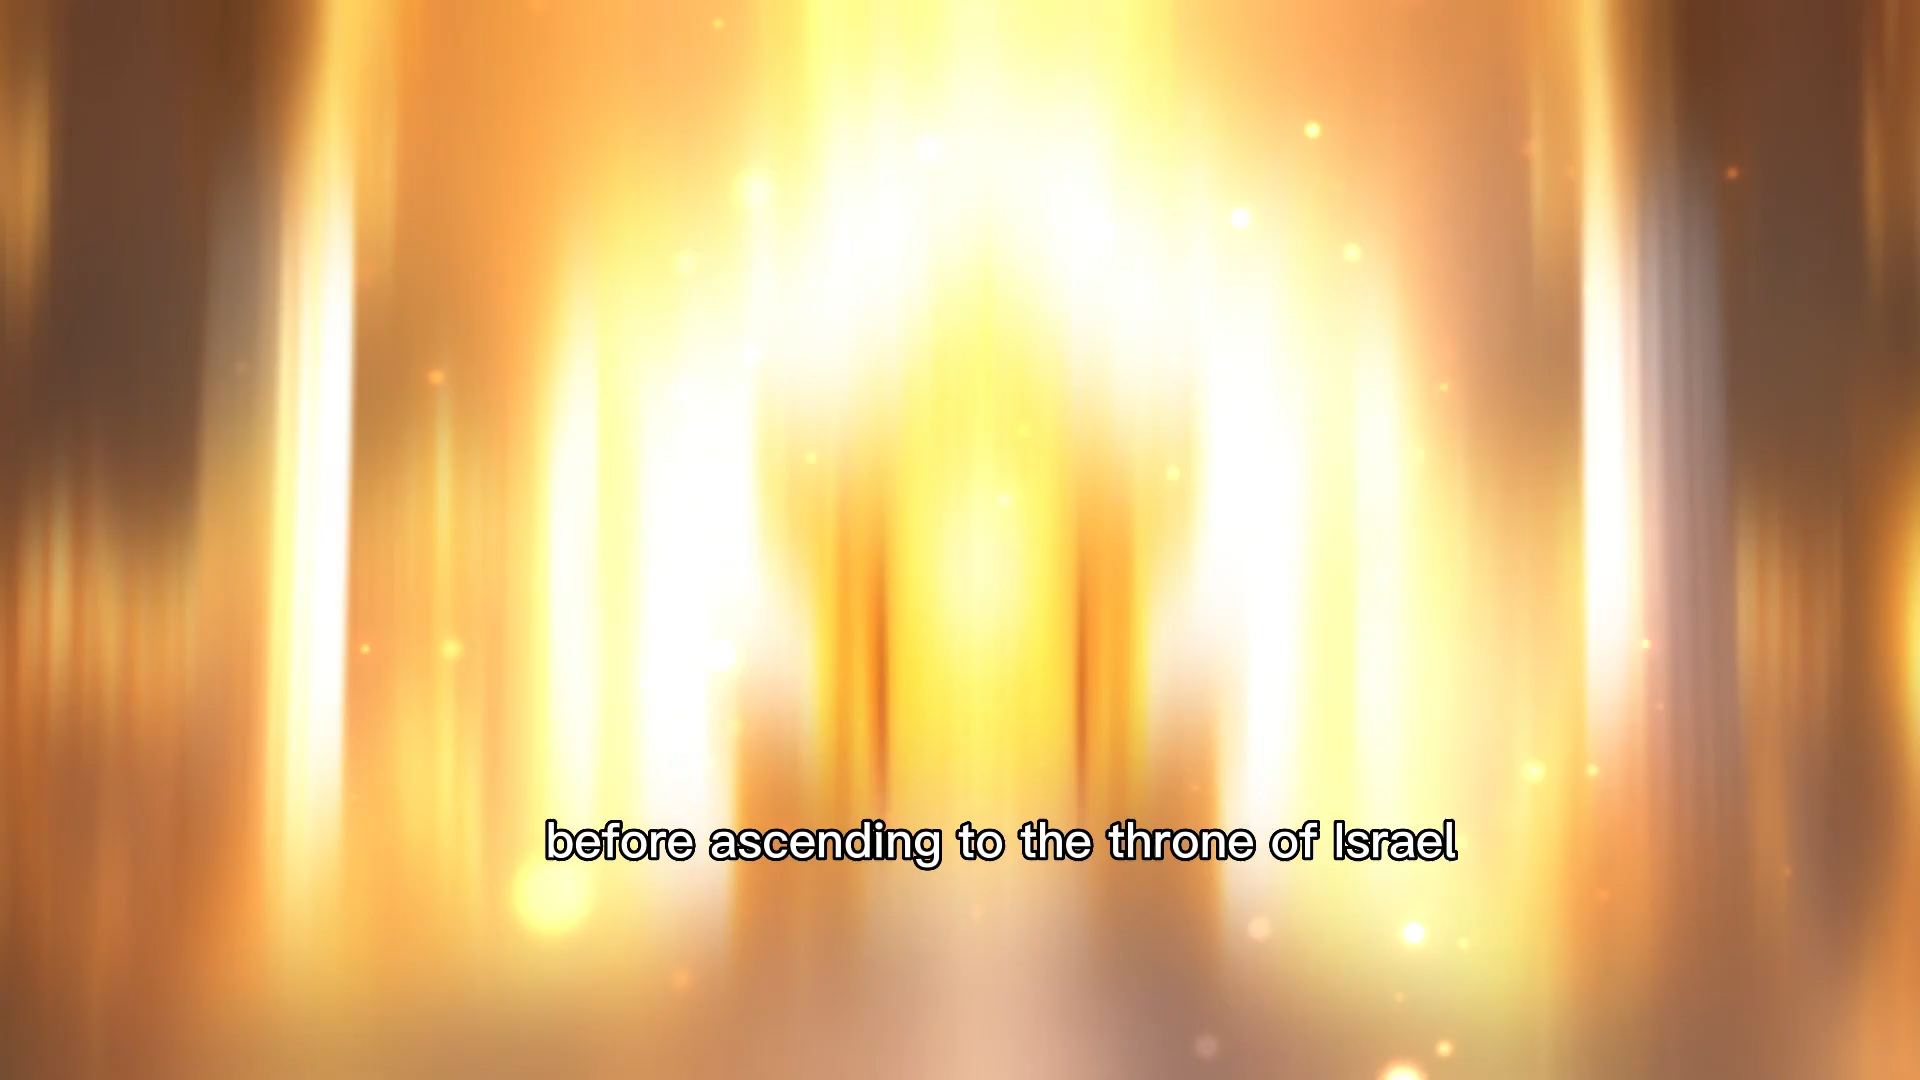 before ascending to the throne of Israel